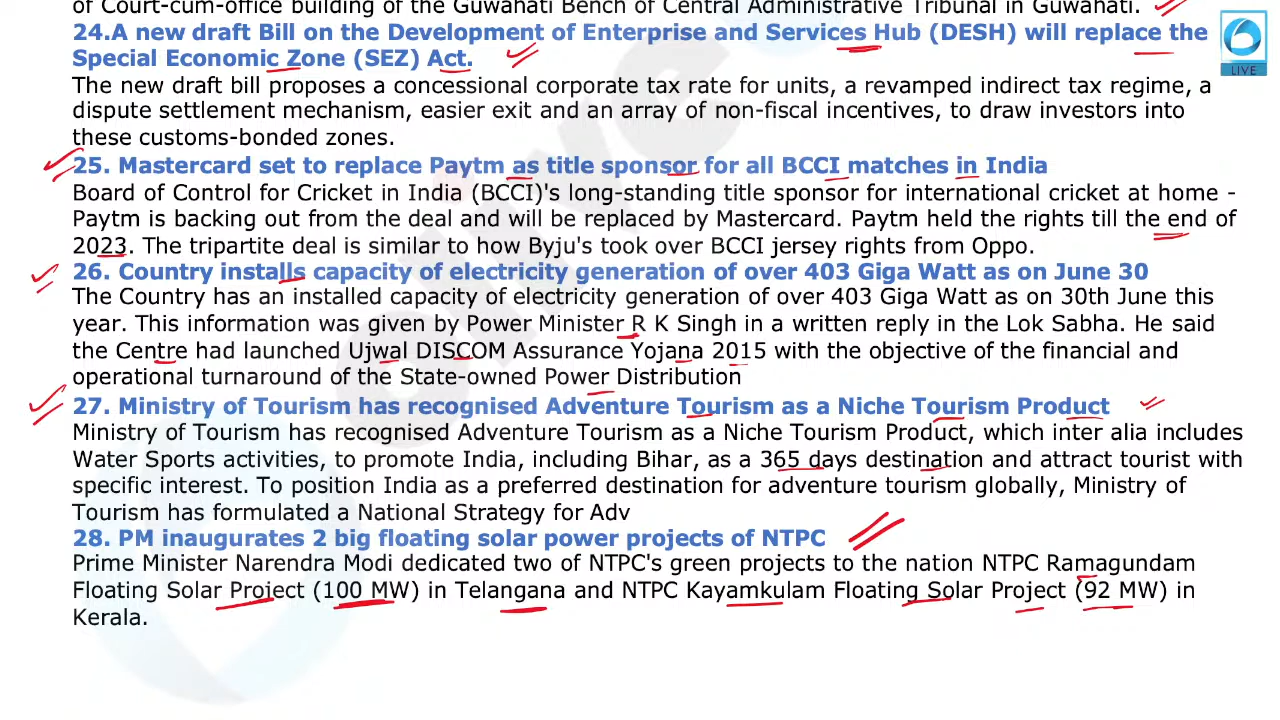 of Court-cum-office building of the Guwahati Bench of Central Administrative Tribunal in Guwahati.
24.A new draft Bill on the Development of Enterprise and Services Hub (DESH) will replace the
Special Economic Zone (SEZ) Act.
The new draft bill proposes a concessional corporate tax rate for units, a revamped indirect tax regime, a
dispute settlement mechanism, easier exit and an array of non-fiscal incentives, to draw investors into
these customs-bonded zones.
25. Mastercard set to replace Paytm as title sponsor for all BCCI matches in India
Board of Control for Cricket in India (BCCI)'s long-standing title sponsor for international cricket at home -
Paytm is backing out from the deal and will be replaced by Mastercard. Paytm held the rights till the end of
2023. The tripartite deal is similar to how Byju's took over BCCI jersey rights from Oppo.
26. Country installs capacity of electricity generation of over 403 Giga Watt as on June 30
The Country has an installed capacity of electricity generation of over 403 Giga Watt as on 30th June this
year. This information was given by Power Minister R K Singh in a written reply in the Lok Sabha. He said
the Centre had launched Ujwal DISCOM Assurance Yojana 2015 with the objective of the financial and
operational turnaround of the State-owned Power Distribution
27. Ministry of Tourism has recognised Adventure Tourism as a Niche Tourism Product
Ministry of Tourism has recognised Adventure Tourism as a Niche Tourism Product, which inter alia includes
Water Sports activities, to promote India, including Bihar, as a 365 days destination and attract tourist with
specific interest. To position India as a preferred destination for adventure tourism globally, Ministry of
Tourism has formulated a National Strategy for Adv
28. PM inaugurates 2 big floating solar power projects of NTPC
Prime Minister Narendra Modi dedicated two of NTPC's green projects to the nation NTPC Ramagundam
Floating Solar Project (100 MW) in Telangana and NTPC Kayamkulam Floating Solar Project (92 MW) in
Kerala.
LIVE